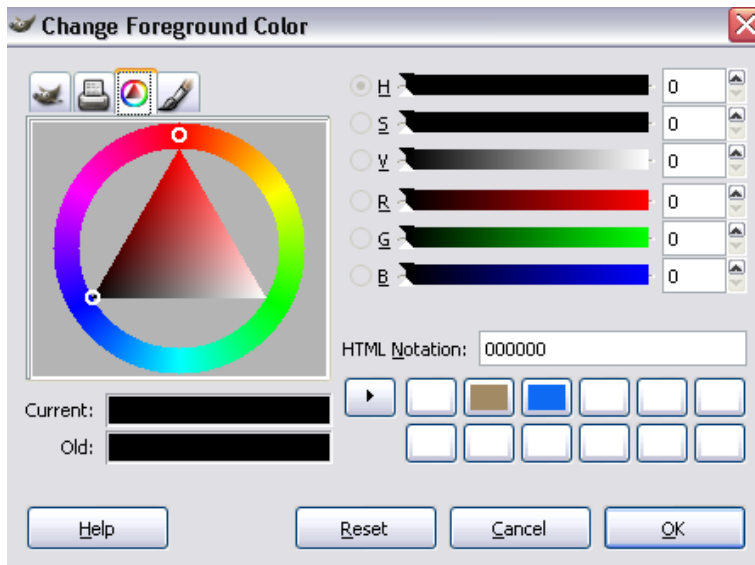 Change Foreground Color
H 0
S 0
V 0
R 0
G 0
B 0
HTML Notation: 000000
Current:
Old:
Help Reset Cancel OK